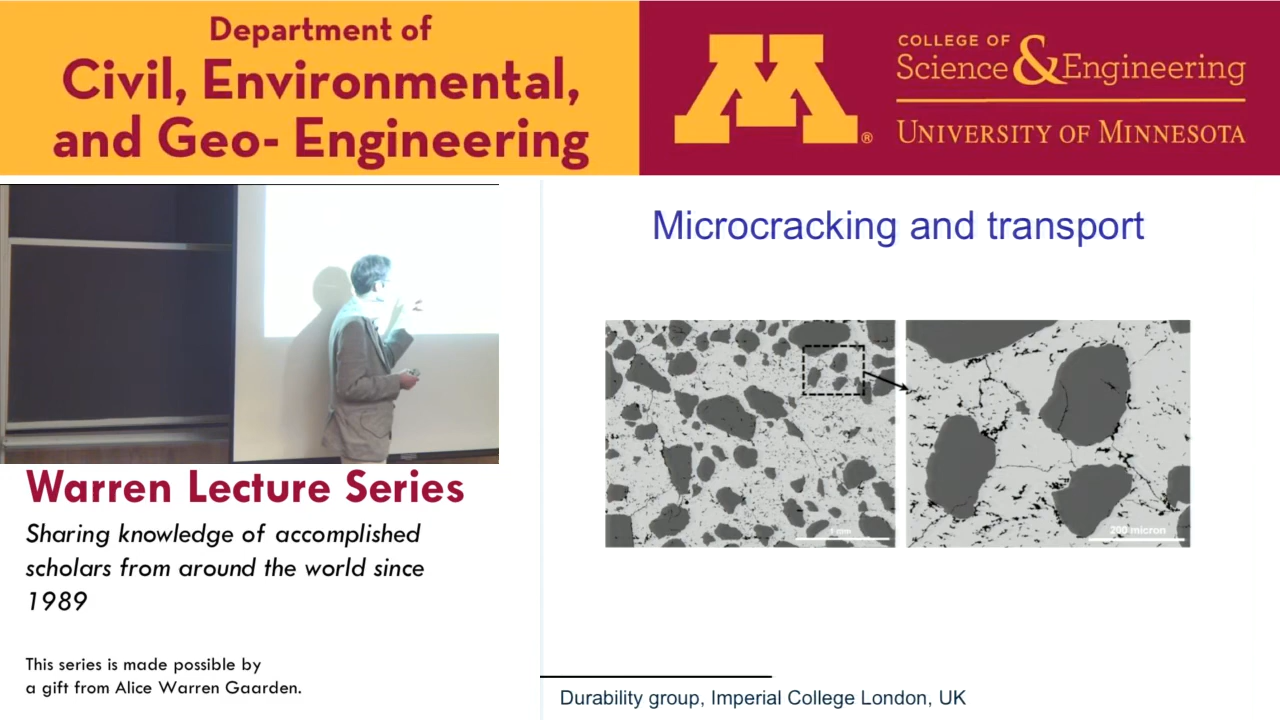 Department of
Civil, Environmental,
and Geo- Engineering
M
®
COLLEGE OF
Science & Engineering
UNIVERSITY OF MINNESOTA
Microcracking and transport
200 micron
Warren Lecture Series
Sharing knowledge of accomplished
scholars from around the world since
1989
This series is made possible by
a gift from Alice Warren Gaarden.
Durability group, Imperial College London, UK